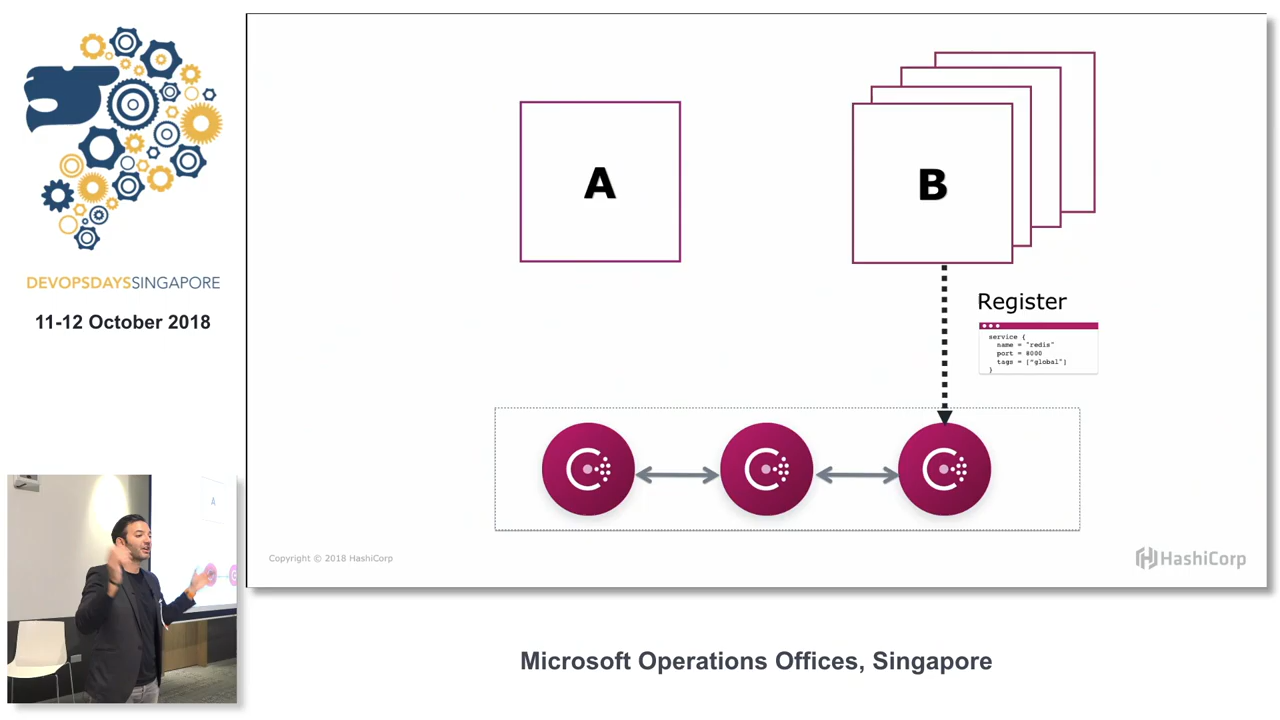 DEVOPSDAYSSINGAPORE
11-12 October 2018
A
B
Register
service {
name = "redis"
port = 8000
tags = ["global"]
}
Copyright © 2018 HashiCorp
HashiCorp
A
Microsoft Operations Offices, Singapore